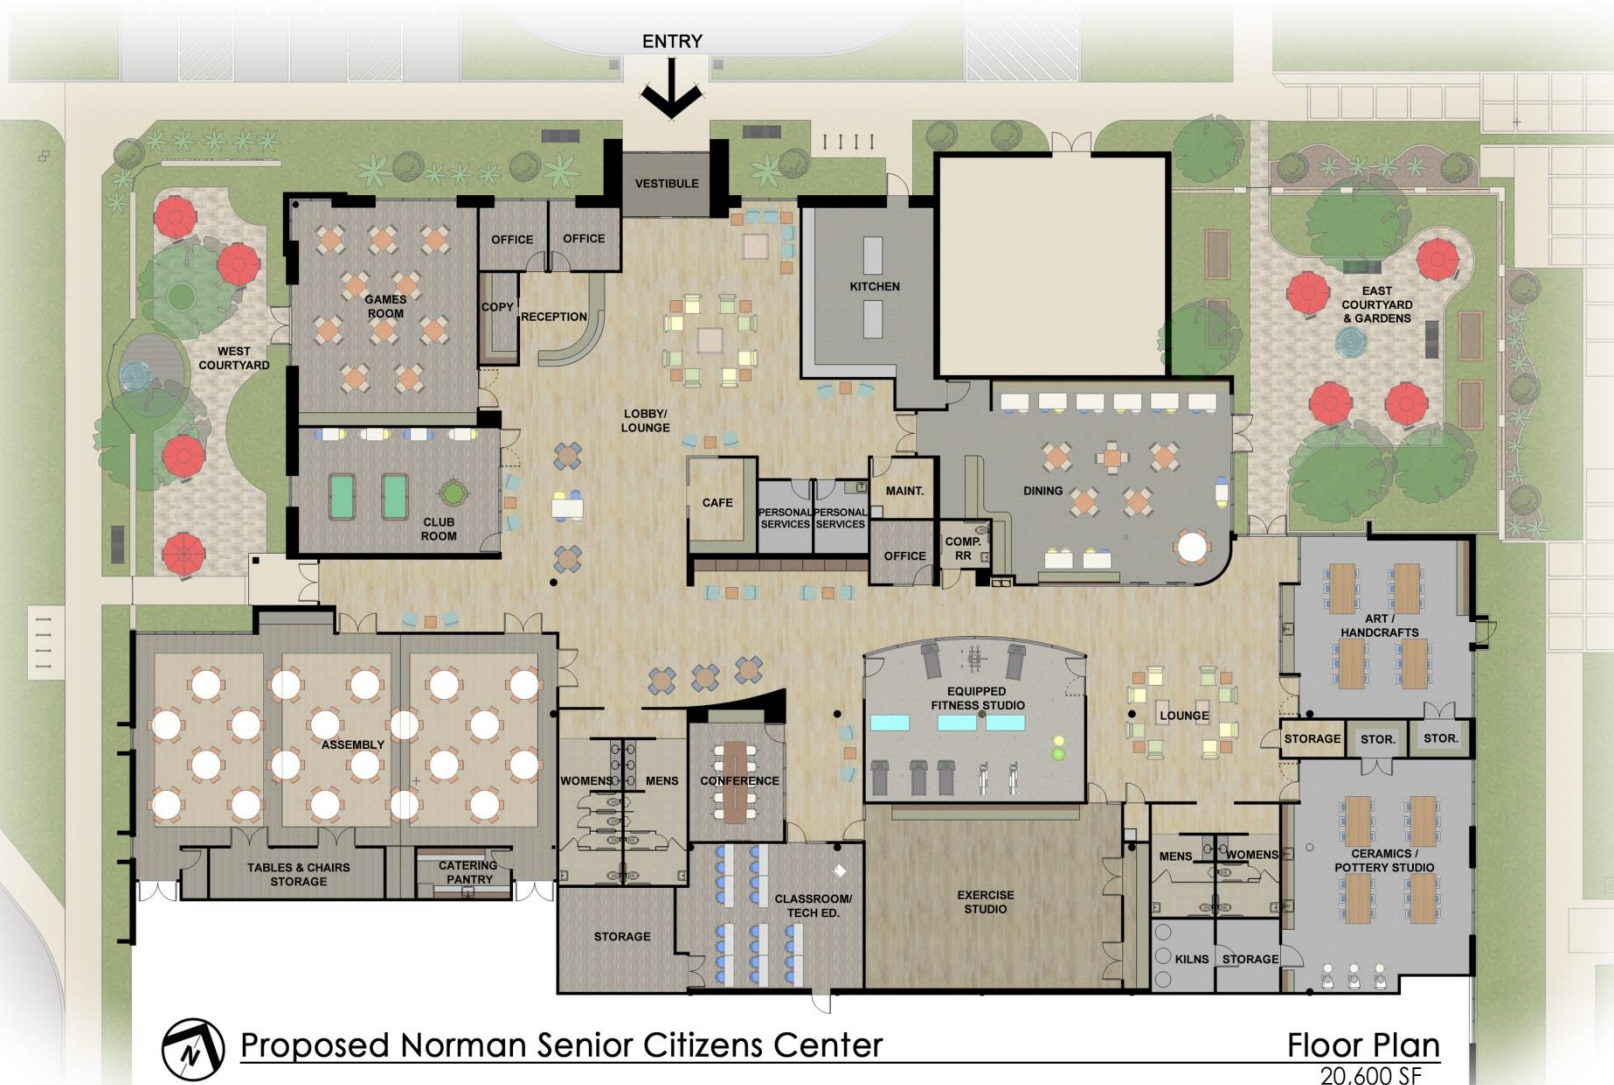 ENTRY
VESTIBULE
OFFICE
OFFICE
COPY
RECEPTION
GAMES
ROOM
WEST
COURTYARD
KITCHEN
EAST
COURTYARD
& GARDENS
LOBBY/
LOUNGE
CLUB
ROOM
CAFE
PERSONAL
SERVICES
PERSONAL
SERVICES
MAINT.
OFFICE
COMP.
RR
DINING
ART /
HANDCRAFTS
ASSEMBLY
EQUIPPED
FITNESS STUDIO
LOUNGE
STORAGE
STOR.
STOR.
WOMENS
MENS
CONFERENCE
TABLES & CHAIRS
STORAGE
CATERING
PANTRY
CLASSROOM/
TECH ED.
EXERCISE
STUDIO
MENS
WOMENS
CERAMICS /
POTTERY STUDIO
STORAGE
KILNS
STORAGE
N
Proposed Norman Senior Citizens Center
Floor Plan
20,600 SF